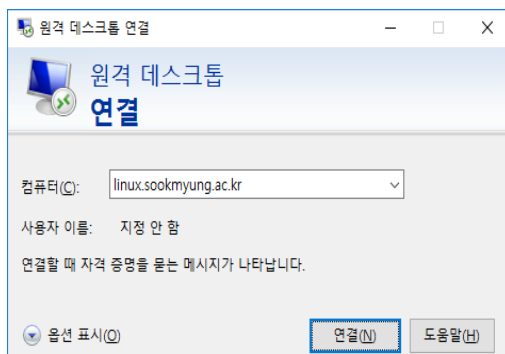 원격 데스크톱 연결
원격 데스크톱
연결
컴퓨터(C): linux.sookmyung.ac.kr
사용자 이름: 지정 안 함
연결할 때 자격 증명을 묻는 메시지가 나타납니다.
옵션 표시(O) 연결(N) 도움말(H)